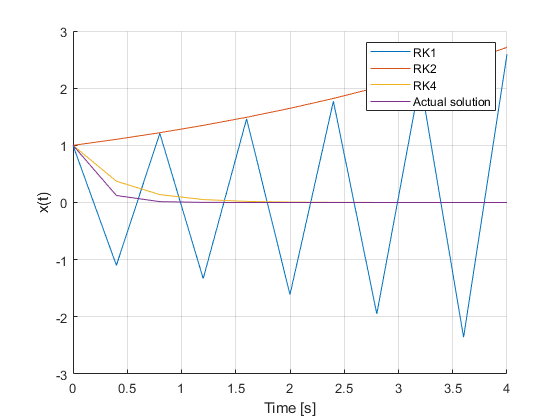 3
2
1
0
-1
-2
-3
x(t)
RK1
RK2
RK4
Actual solution
0 0.5 1 1.5 2 2.5 3 3.5 4
Time [s]